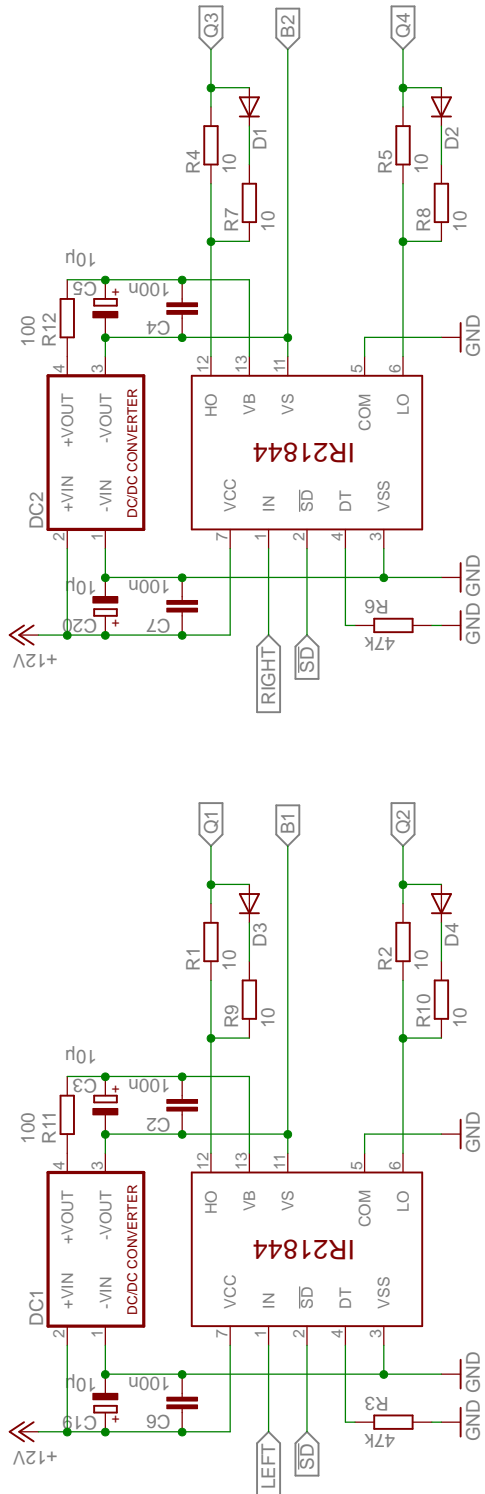 +12V
DC2
2
+VIN
+VOUT
4
1
-VIN
-VOUT
3
DC/DC CONVERTER
100
R12
C20
10µ
C5
+
10µ
+
C7
100n
C4
100n
IR21844
7
VCC
1
IN
2
SD
4
DT
3
VSS
HO
12
VB
13
VS
11
COM
5
LO
6
RIGHT
SD
R6
47k
GND
GND
GND
R4
10
R7
10
D1
Q3
B2
R5
10
R8
10
D2
Q4
+12V
DC1
2
+VIN
+VOUT
4
1
-VIN
-VOUT
3
DC/DC CONVERTER
100
R11
C19
10µ
C3
+
10µ
+
C6
100n
C2
100n
IR21844
7
VCC
1
IN
2
SD
4
DT
3
VSS
HO
12
VB
13
VS
11
COM
5
LO
6
LEFT
SD
R3
47k
GND
GND
GND
R1
10
R9
10
D3
Q1
B1
R2
10
R10
10
D4
Q2